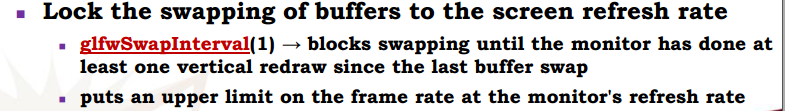 ▪ Lock the swapping of buffers to the screen refresh rate
▪ glfwSwapInterval(1) → blocks swapping until the monitor has done at
least one vertical redraw since the last buffer swap
▪ puts an upper limit on the frame rate at the monitor's refresh rate